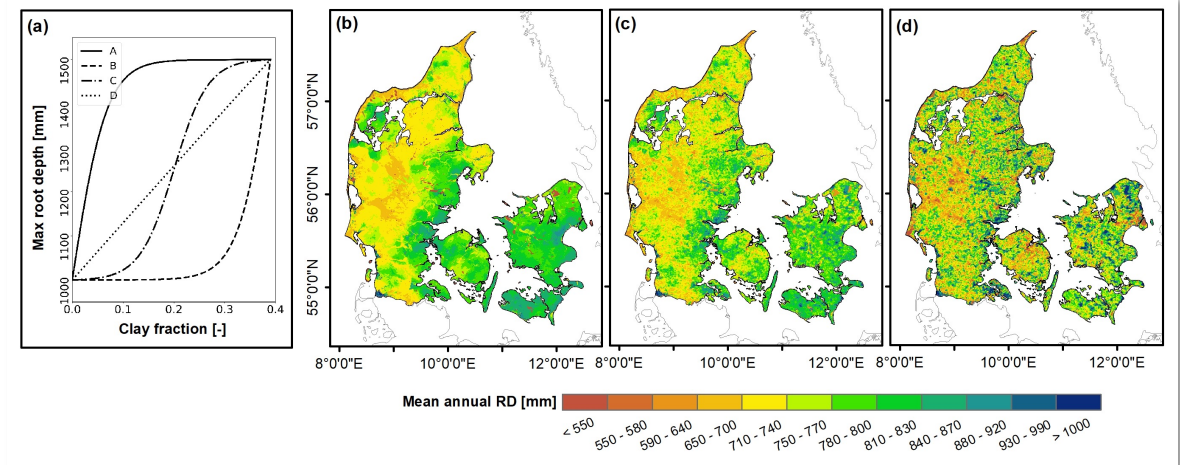 (a)
A
B
C
D
1500
1400
1300
1200
1100
1000
Max root depth [mm]
0.0 0.1 0.2 0.3 0.4
Clay fraction [-]
(b)
57°0'0"N
56°0'0"N
55°0'0"N
8°0'0"E 10°0'0"E 12°0'0"E
(c)
8°0'0"E 10°0'0"E 12°0'0"E
(d)
8°0'0"E 10°0'0"E 12°0'0"E
Mean annual RD [mm]
< 550
550 - 580
590 - 640
650 - 700
710 - 740
750 - 770
780 - 800
810 - 830
840 - 870
880 - 920
930 - 990
> 1000